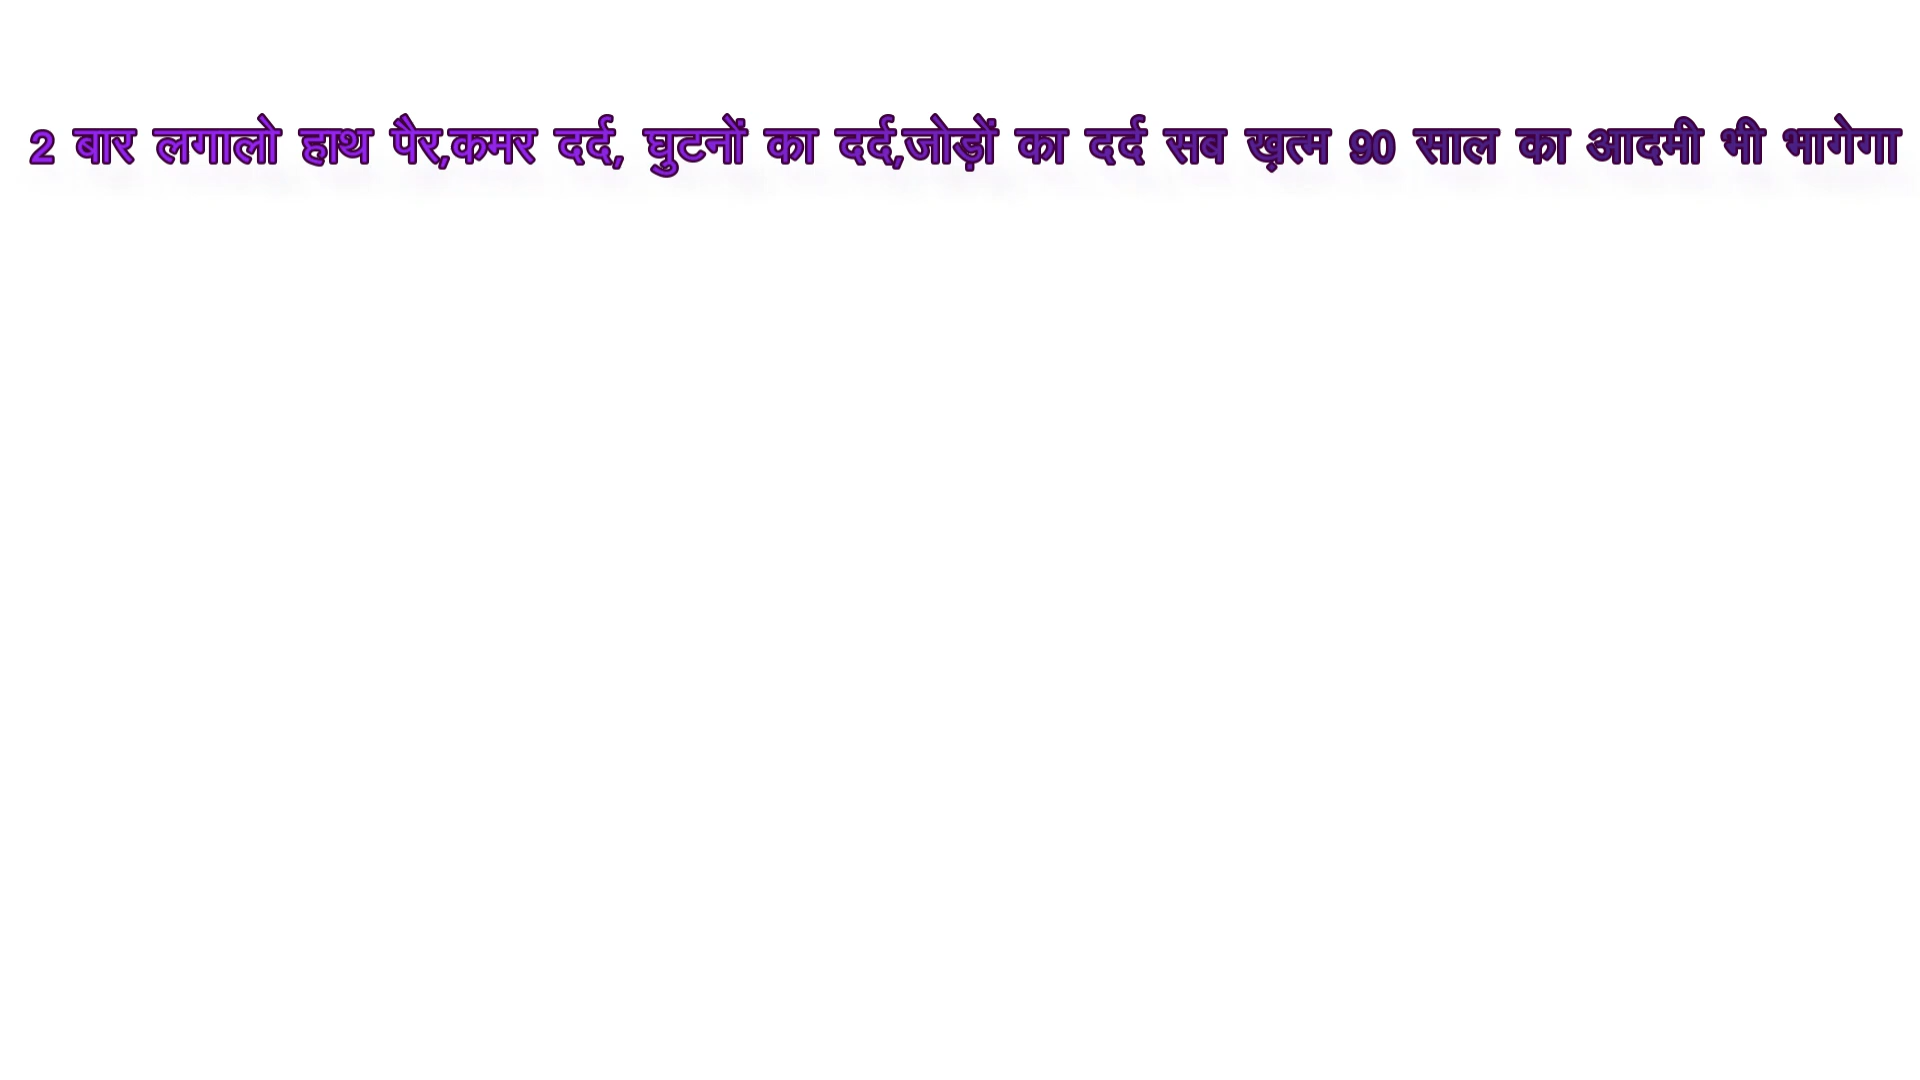 2 बार लगालो हाथ पैर,कमर दर्द, घुटनों का दर्द,जोड़ों का दर्द सब ख़त्म 90 साल का आदमी भी भागेगा